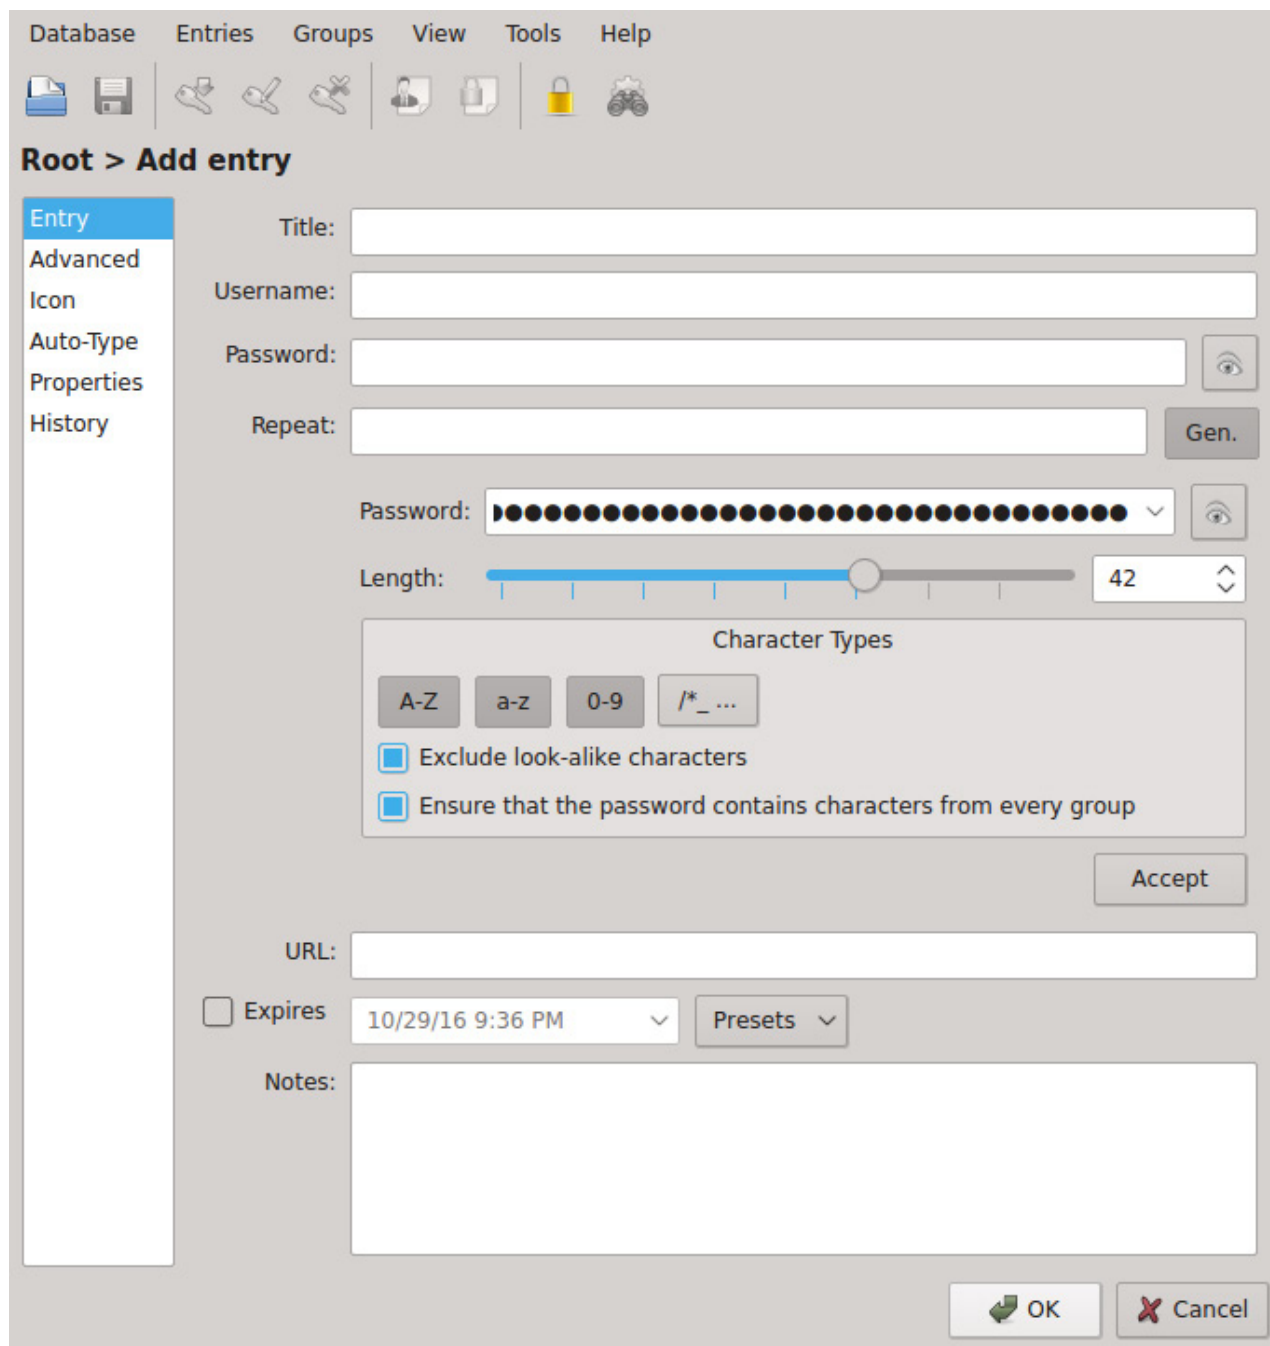 Database Entries Groups View Tools Help
Root > Add entry
Entry
Advanced
Icon
Auto-Type
Properties
History
Title:
Username:
Password:
Repeat:
Gen.
Password:
Length:
42
Character Types
A-Z a-z 0-9 /*_ ...
Exclude look-alike characters
Ensure that the password contains characters from every group
Accept
URL:
Expires 10/29/16 9:36 PM Presets
Notes:
OK Cancel